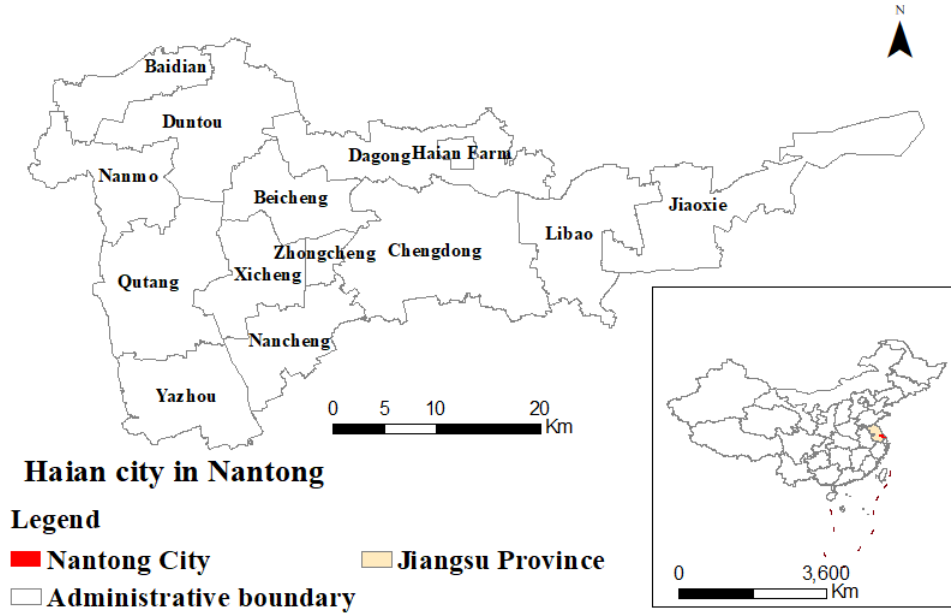 N
Baidian
Duntou
Dagong
Haian Farm
Nanmo
Beicheng
Jiaoxie
Libao
Zhongcheng
Chengdong
Xicheng
Qutang
Nancheng
Yazhou
0 5 10 20
Km
Haian city in Nantong
Legend
Nantong City
Jiangsu Province
Administrative boundary
0 3,600
Km